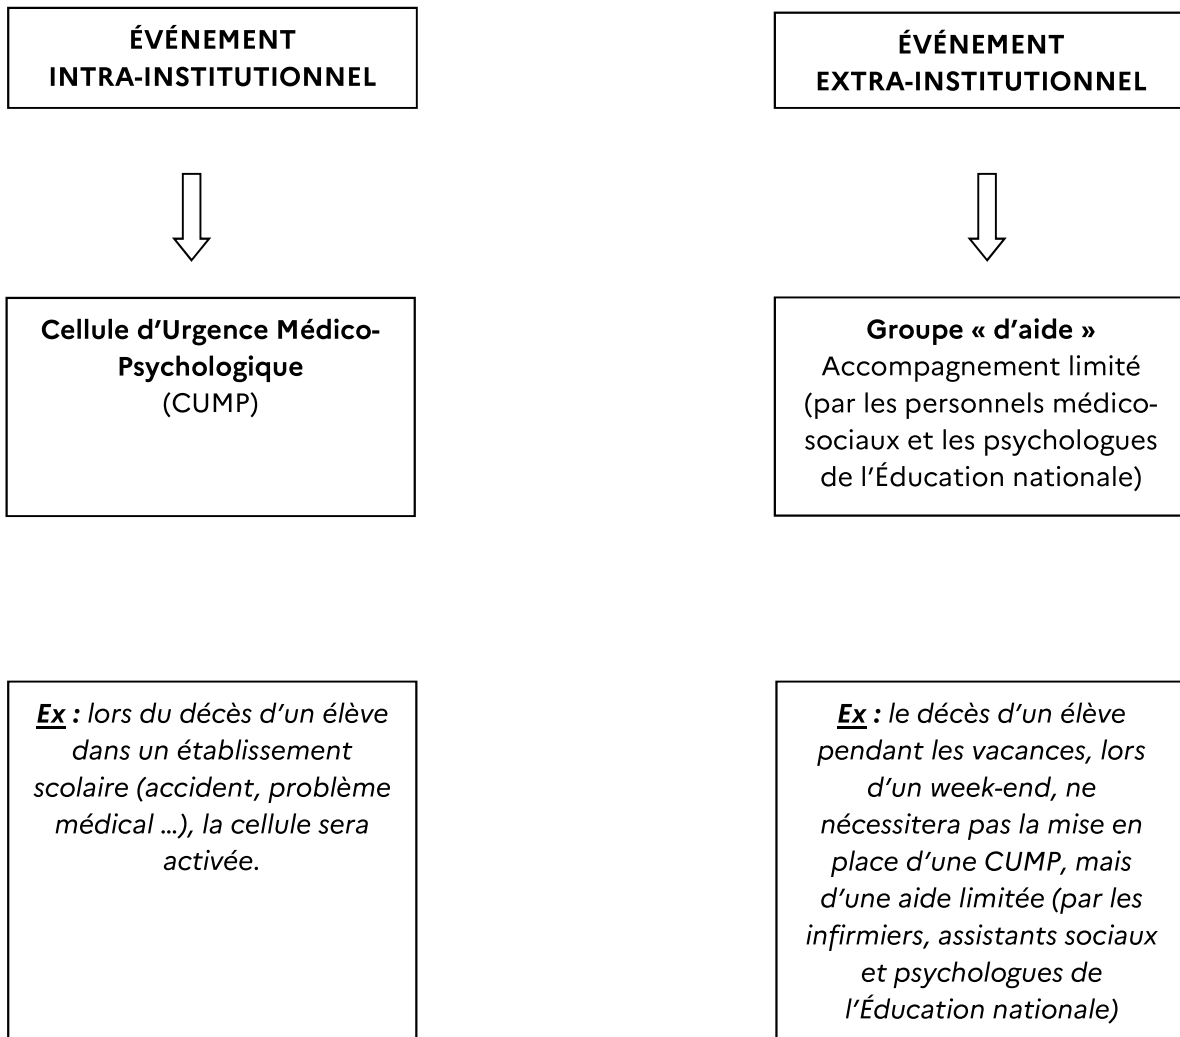 ÉVÉNEMENT
INTRA-INSTITUTIONNEL
ÉVÉNEMENT
EXTRA-INSTITUTIONNEL
Cellule d’Urgence Médico-
Psychologique
(CUMP)
Groupe « d’aide »
Accompagnement limité
(par les personnels médico-
sociaux et les psychologues
de l’Éducation nationale)
Ex : lors du décès d’un élève
dans un établissement
scolaire (accident, problème
médical …), la cellule sera
activée.
Ex : le décès d’un élève
pendant les vacances, lors
d’un week-end, ne
nécessitera pas la mise en
place d’une CUMP, mais
d’une aide limitée (par les
infirmiers, assistants sociaux
et psychologues de
l’Éducation nationale)